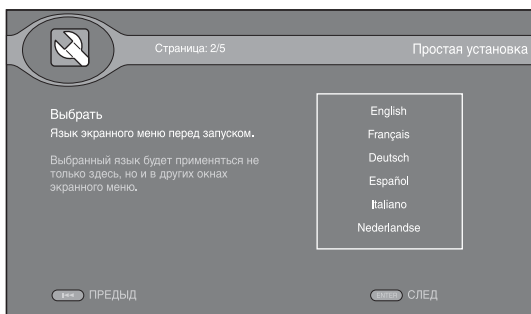 Страница: 2/5
Простая установка
Выбрать
Язык экранного меню перед запуском.
Выбранный язык будет применяться не
только здесь, но и в других окнах
экранного меню.
English
Français
Deutsch
Español
Italiano
Nederlandse
ПРЕДЫД
ENTER СЛЕД